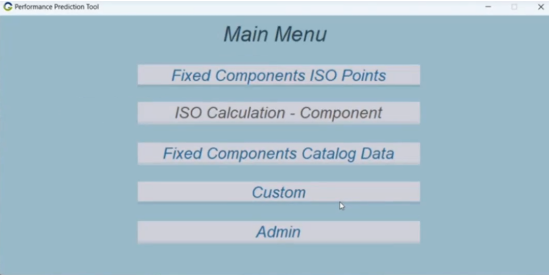 Performance Prediction Tool
Main Menu
Fixed Components ISO Points
ISO Calculation - Component
Fixed Components Catalog Data
Custom
Admin